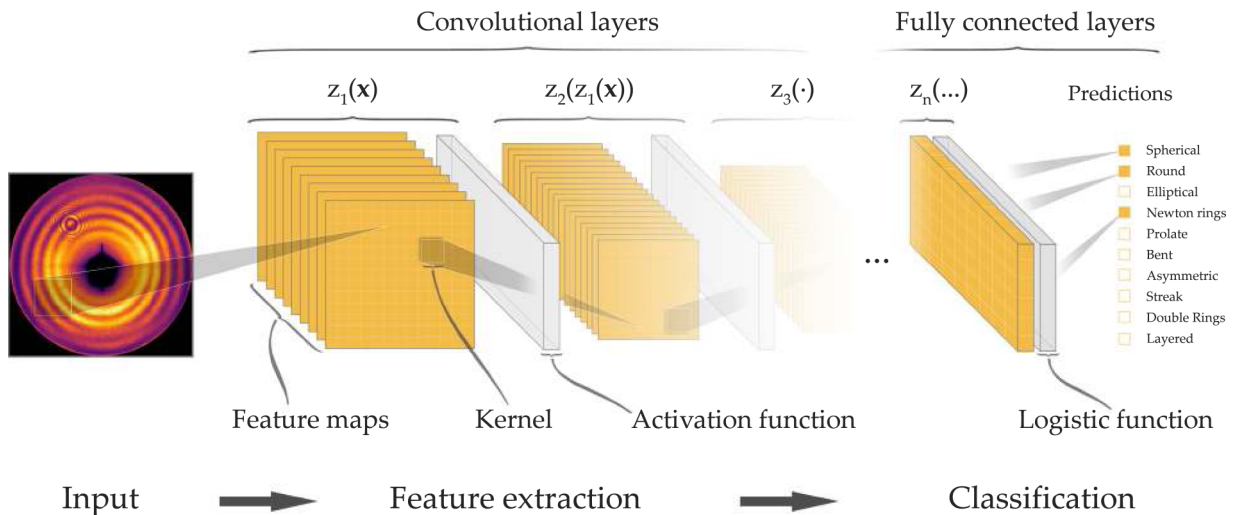 Convolutional layers
Fully connected layers
z₁(x)
z₂(z₁(x))
z₃(·)
zₙ(...)
Predictions
Spherical
Round
Elliptical
Newton rings
Prolate
Bent
Asymmetric
Streak
Double Rings
Layered
...
Feature maps
Kernel
Activation function
Logistic function
Input
Feature extraction
Classification